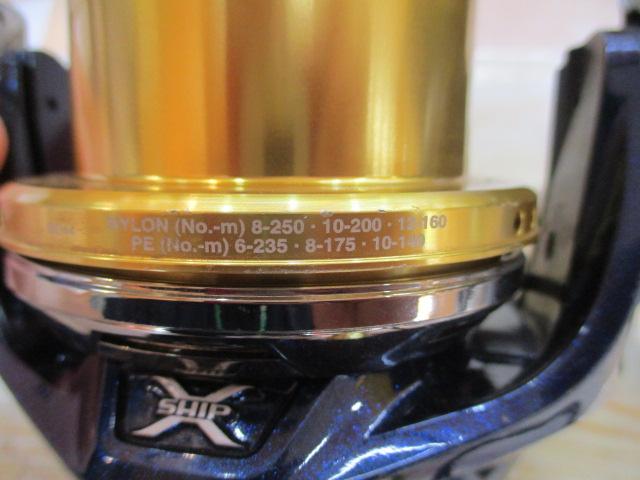 NYLON (No.-m) 8-250 · 10-200 · 12-160
PE (No.-m) 6-235 · 8-175 · 10-140
X SHIP